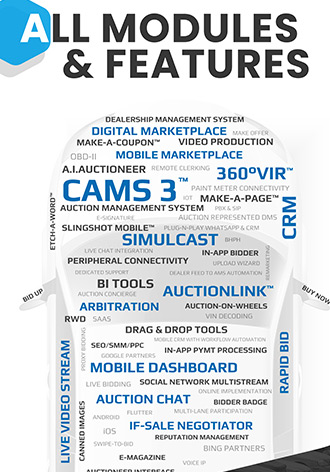 ALL MODULES
& FEATURES
DEALERSHIP MANAGEMENT SYSTEM
DIGITAL MARKETPLACE MAKE OFFER
MAKE-A-COUPON™ VIDEO PRODUCTION
OBD-II MOBILE MARKETPLACE
A.I.AUCTIONEER REMOTE CLERKING 360ºVIR™
CAMS 3™ PAINT METER CONNECTIVITY
IOT MAKE-A-PAGE™
AUCTION MANAGEMENT SYSTEM PBX & SIP
E-SIGNATURE AUCTION REPRESENTED DMS
SLINGSHOT MOBILE™ PLUG-N-PLAY WHATSAPP & CRM
ETCH-A-WORD™
CRM
SIMULCAST BHPH
LIVE CHAT INTEGRATION IN-APP BIDDER
PERIPHERAL CONNECTIVITY UPLOAD WIZARD
DEDICATED SUPPORT DEALER FEED TO AMS AUTOMATION
REMARKETING
BI TOOLS AUCTIONLINK™
AUCTION CONCIERGE
BID UP
BUY NOW
ARBITRATION AUCTION-ON-WHEELS
RWD SAAS VIN DECODING
DRAG & DROP TOOLS
MOBILE CRM WITH WORKFLOW AUTOMATION
SEO/SMM/PPC
GOOGLE PARTNERS IN-APP PYMT PROCESSING
PROXY BIDDING
RAPID BID
MOBILE DASHBOARD
LIVE BIDDING SOCIAL NETWORK MULTISTREAM
ONLINE IMPLEMENTATION
AUCTION CHAT BIDDER BADGE
LIVE VIDEO STREAM
CANNED IMAGES
ANDROID FLUTTER MULTI-LANE PARTICIPATION
iOS IF-SALE NEGOTIATOR
REPUTATION MANAGEMENT
SWIPE-TO-BID BING PARTNERS
E-MAGAZINE VOICE IP
AUCTIONEER INTERFACE